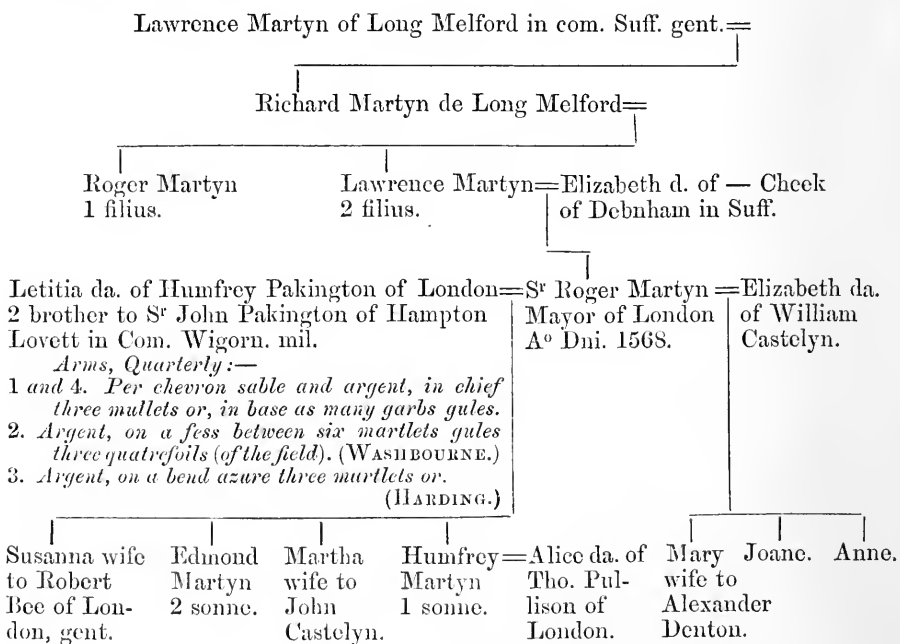 Lawrence Martyn of Long Melford in com. Suff. gent.=
Richard Martyn de Long Melford=
Roger Martyn
1 filius.
Lawrence Martyn=Elizabeth d. of — Cheek
2 filius.
of Debnham in Suff.
Letitia da. of Humfrey Pakington of London=Sr Roger Martyn=Elizabeth da.
2 brother to Sr John Pakington of Hampton
Lovett in Com. Wigorn. mil.
Mayor of London
Ao Dni. 1568.
of William
Castelyn.
Arms, Quarterly:—
1 and 4. Per chevron sable and argent, in chief
three mullets or, in base as many garbs gules.
2. Argent, on a fess between six martlets gules
three quatrefoils (of the field). (WASHBOURNE.)
3. Argent, on a bend azure three martlets or.
(HARDING.)
Susanna wife
to Robert
Bee of Lon-
don, gent.
Edmond
Martyn
2 sonne.
Martha
wife to
John
Castelyn.
Humfrey=Alice da. of
Martyn
1 sonne.
Tho. Pul-
lison of
London.
Mary
wife to
Alexander
Denton.
Joane.
Anne.